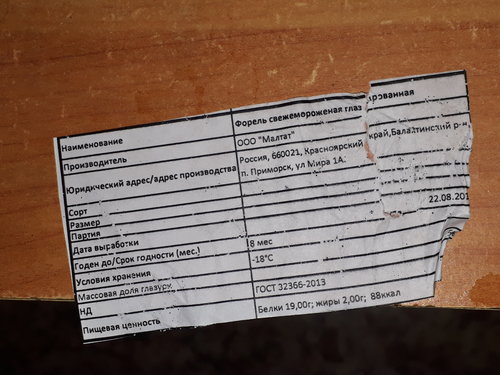 Наименование Форель свежемороженая глаз рованная
Производитель ООО "Малтат"
Юридический адрес/адрес производства Россия, 660021, Красноярский край, Балахтинский р-н
п. Приморск, ул Мира 1А.
Сорт
Размер
Партия
Дата выработки 22.08.201
Годен до/Срок годности (мес.) 8 мес
Условия хранения -18°С
Массовая доля глазури
НД ГОСТ 32366-2013
Пищевая ценность Белки 19,00г; жиры 2,00г; 88ккал